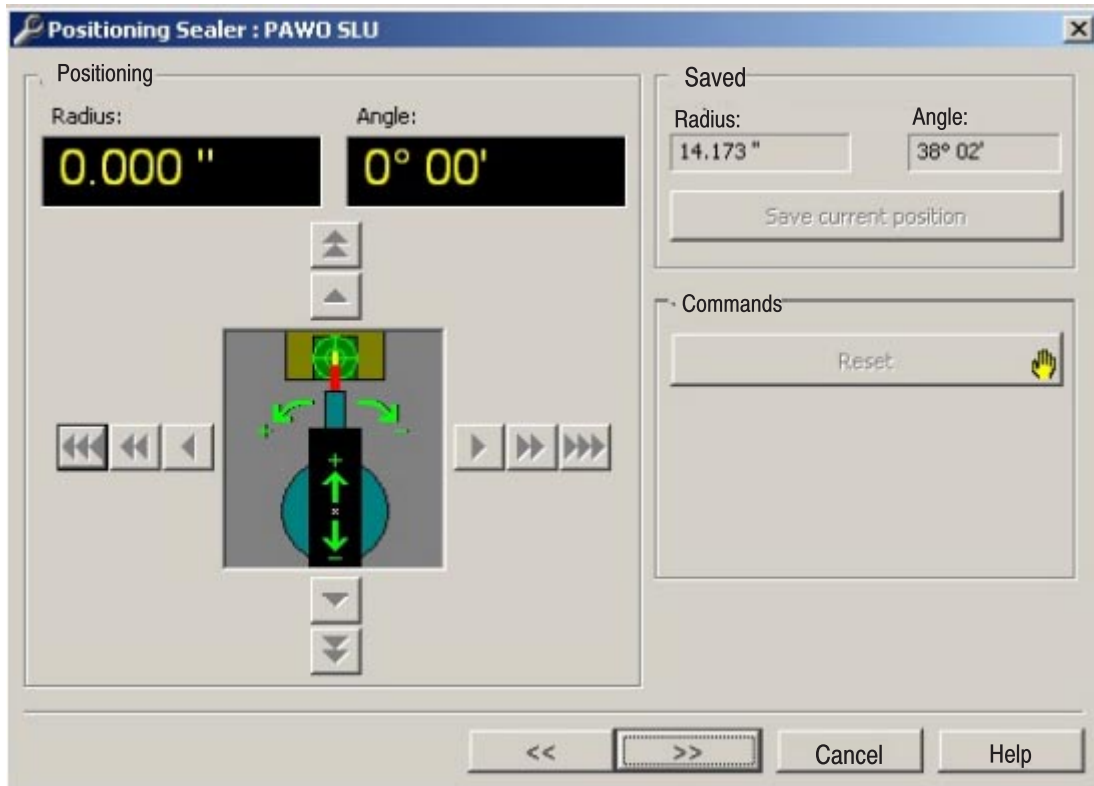 Positioning Sealer : PAWO SLU
Positioning
Radius:
Angle:
0.000 "
0° 00'
+
-
+
-
Saved
Radius:
Angle:
14.173 "
38° 02'
Save current position
Commands
Reset
<<
>>
Cancel
Help